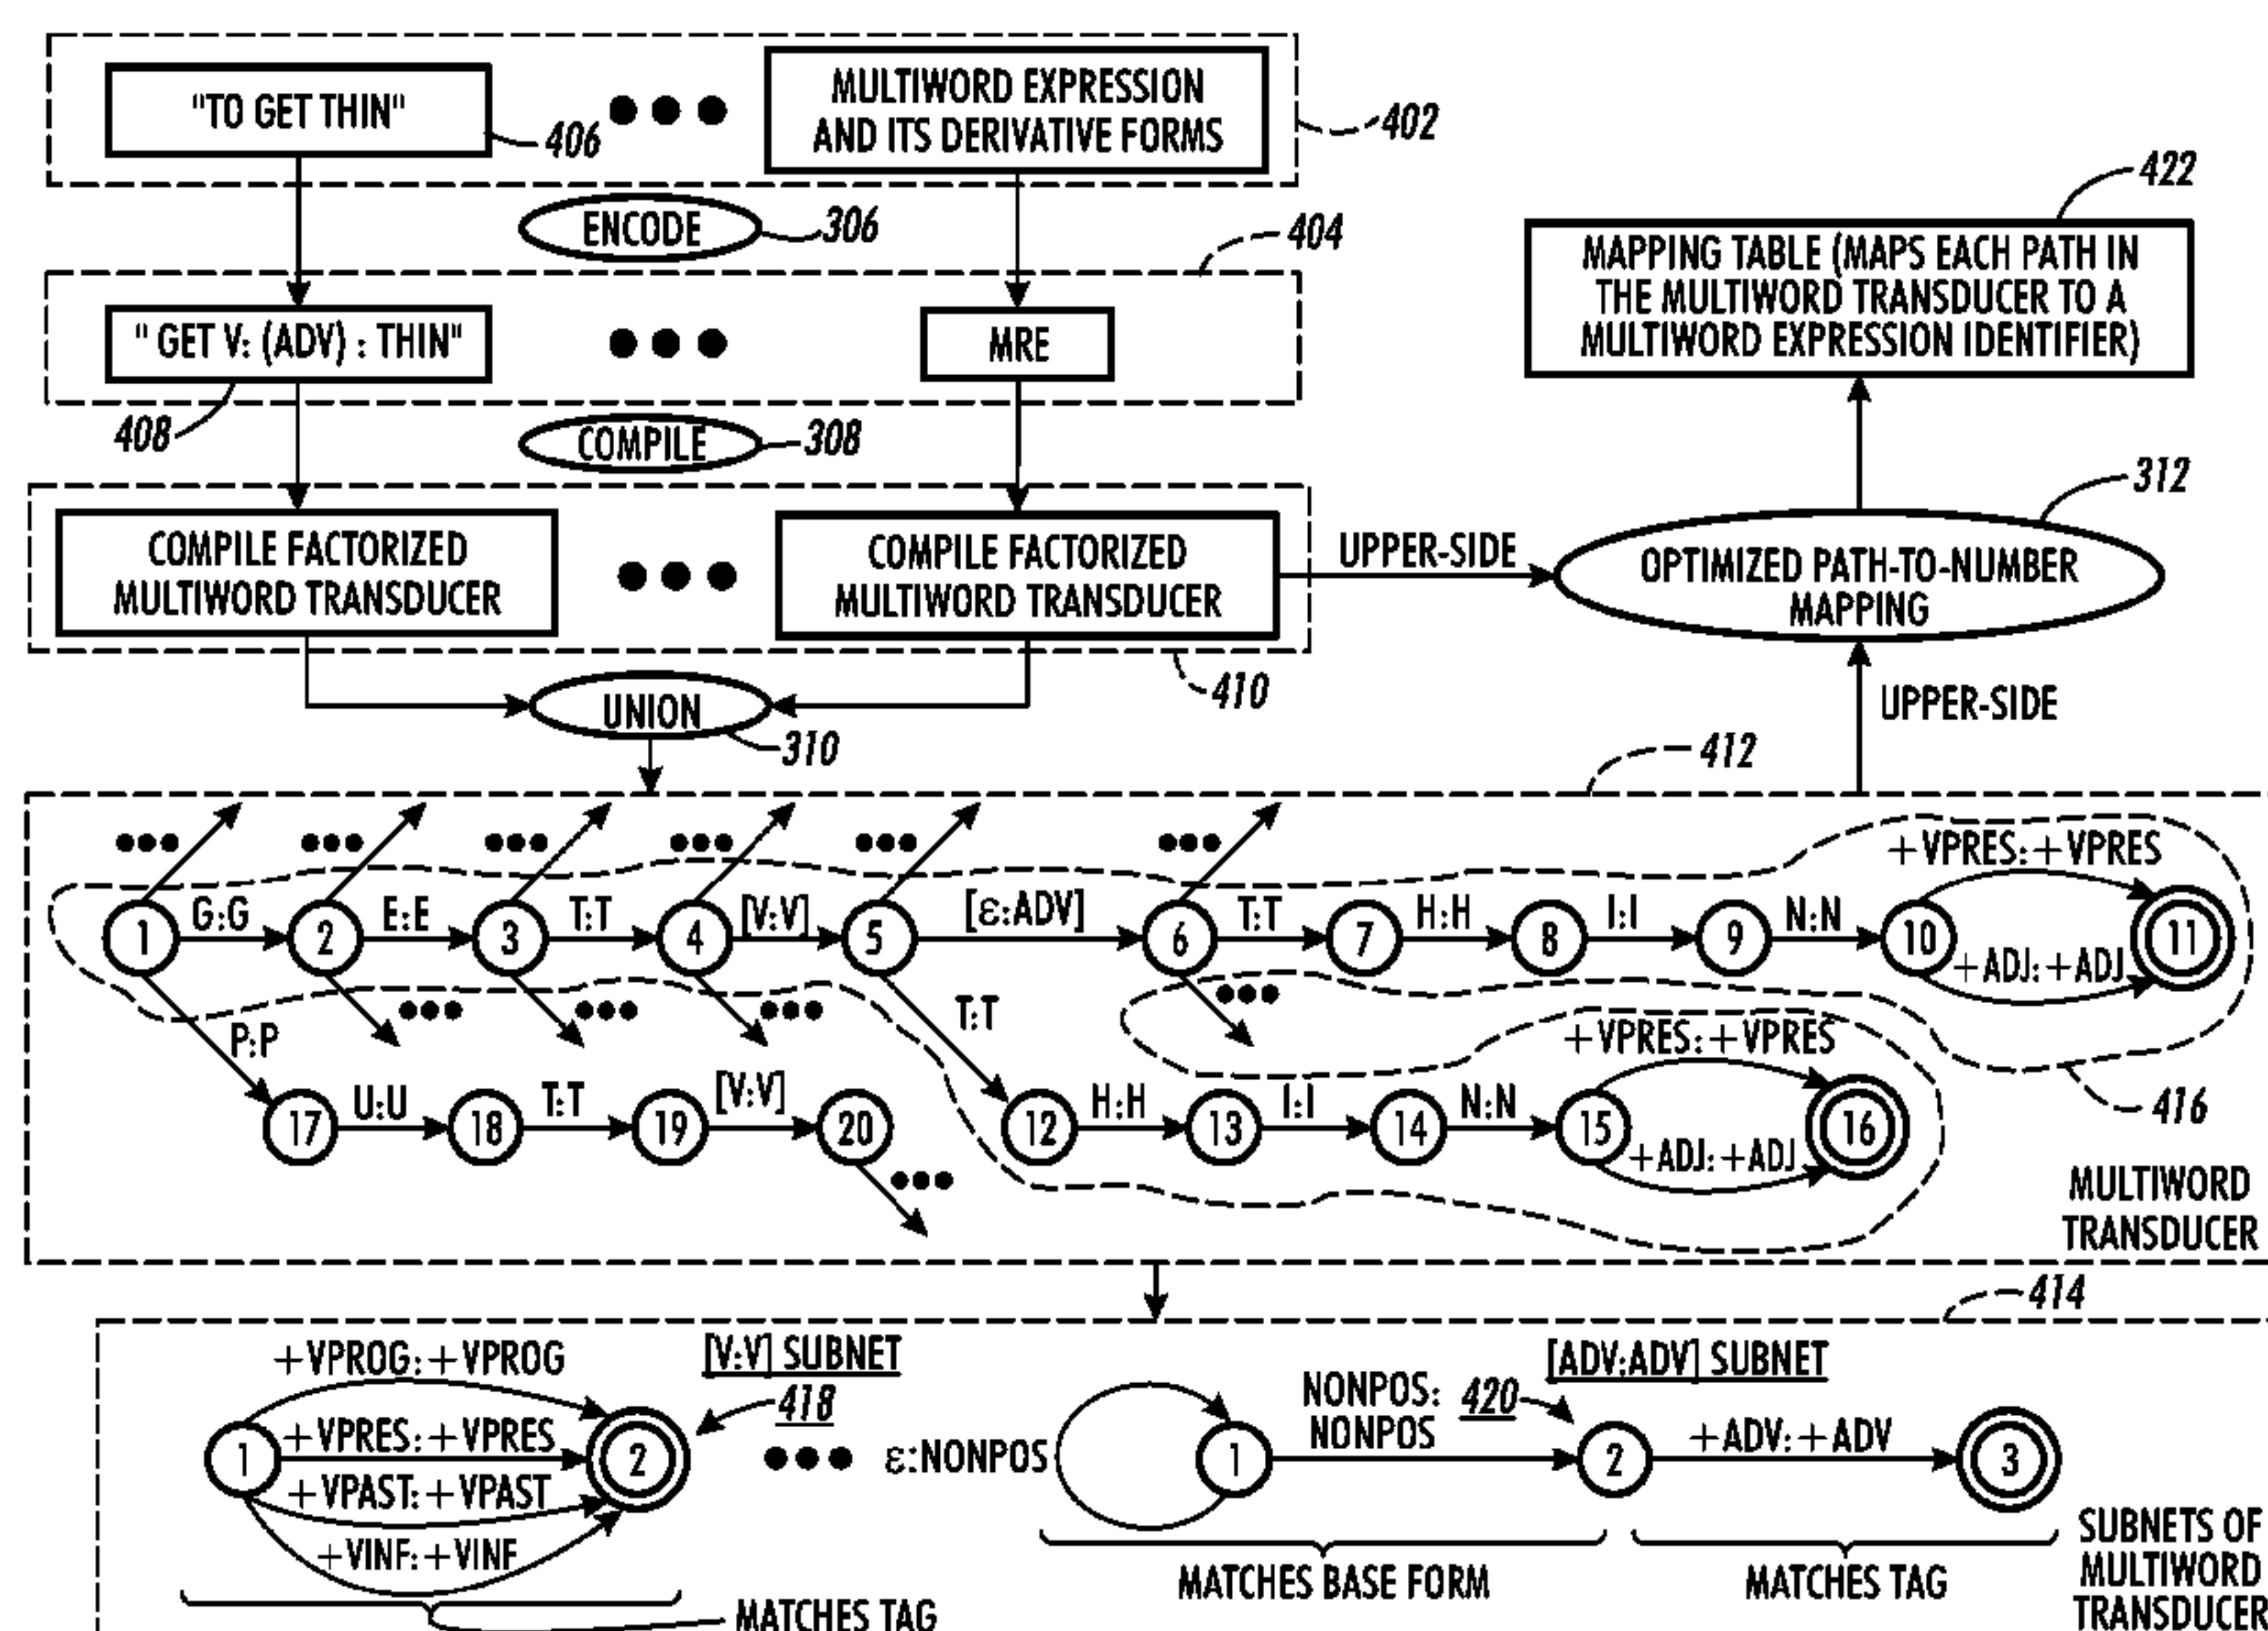 "TO GET THIN"
406
MULTIWORD EXPRESSION
AND ITS DERIVATIVE FORMS
402
ENCODE
306
404
" GET V: (ADV) : THIN"
408
MRE
422
MAPPING TABLE (MAPS EACH PATH IN
THE MULTIWORD TRANSDUCER TO A
MULTIWORD EXPRESSION IDENTIFIER)
COMPILE
308
COMPILE FACTORIZED
MULTIWORD TRANSDUCER
COMPILE FACTORIZED
MULTIWORD TRANSDUCER
UPPER-SIDE
312
OPTIMIZED PATH-TO-NUMBER
MAPPING
410
UNION
310
UPPER-SIDE
412
1 G:G 2 E:E 3 T:T 4 [V:V] 5 [ε:ADV] 6 T:T 7 H:H 8 I:I 9 N:N 10
+VPRES:+VPRES
+ADJ:+ADJ
11
P:P
T:T
17 U:U 18 T:T 19 [V:V] 20
12 H:H 13 I:I 14 N:N 15
+VPRES:+VPRES
+ADJ:+ADJ
16
416
MULTIWORD
TRANSDUCER
414
[V:V] SUBNET
418
+VPROG:+VPROG
1 +VPRES:+VPRES 2
+VPAST:+VPAST
+VINF:+VINF
MATCHES TAG
[ADV:ADV] SUBNET
420
ε:NONPOS
1
NONPOS:
NONPOS
2 +ADV:+ADV 3
MATCHES BASE FORM
MATCHES TAG
SUBNETS OF
MULTIWORD
TRANSDUCER